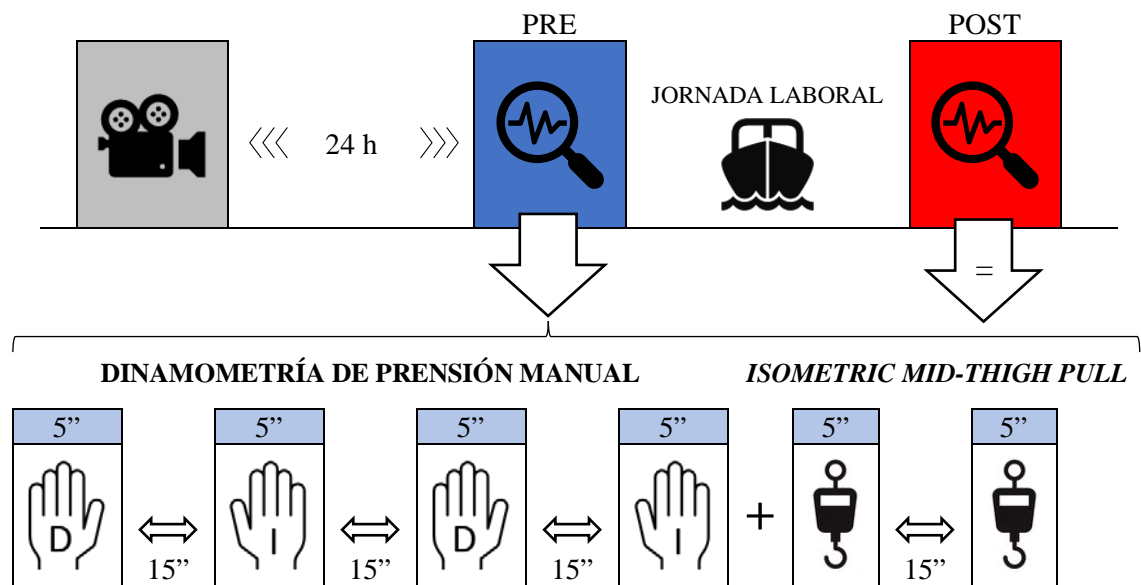 PRE
POST
JORNADA LABORAL
〈〈〈 24 h 〉〉〉
=
DINAMOMETRÍA DE PRENSIÓN MANUAL
ISOMETRIC MID-THIGH PULL
5” 5” 5” 5” 5” 5”
D I D I +
15” 15” 15” 15”